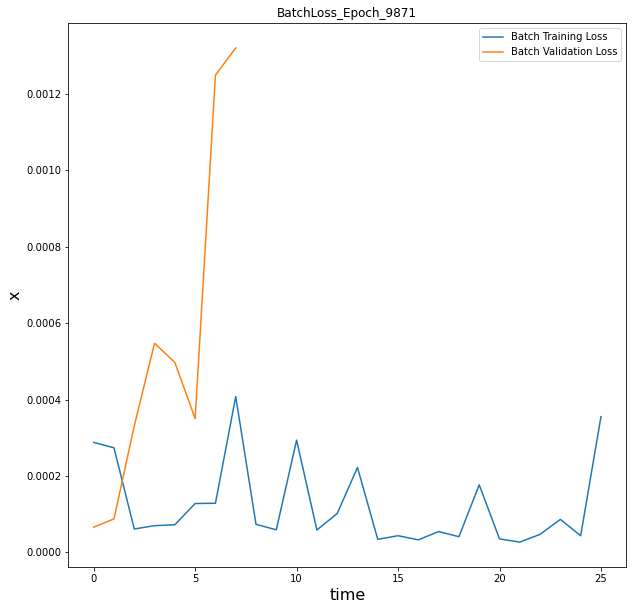 BatchLoss_Epoch_9871
Batch Training Loss
Batch Validation Loss
0.0012
0.0010
0.0008
0.0006
0.0004
0.0002
0.0000
x
0 5 10 15 20 25
time